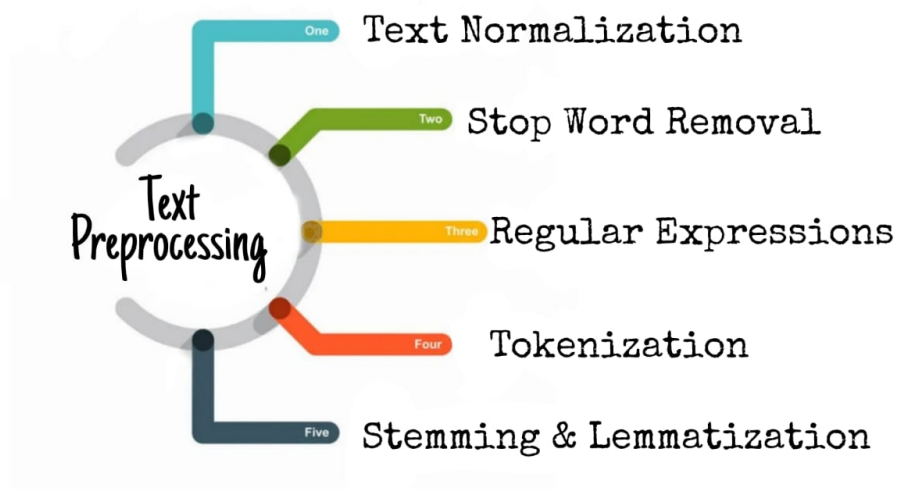 One Text Normalization
Two Stop Word Removal
Text
Preprocessing
Three Regular Expressions
Four Tokenization
Five Stemming & Lemmatization